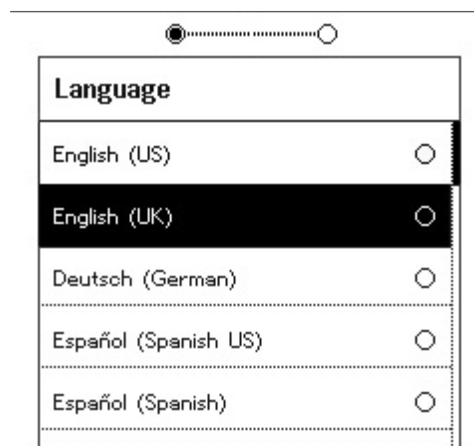 Language
English (US)
English (UK)
Deutsch (German)
Español (Spanish US)
Español (Spanish)